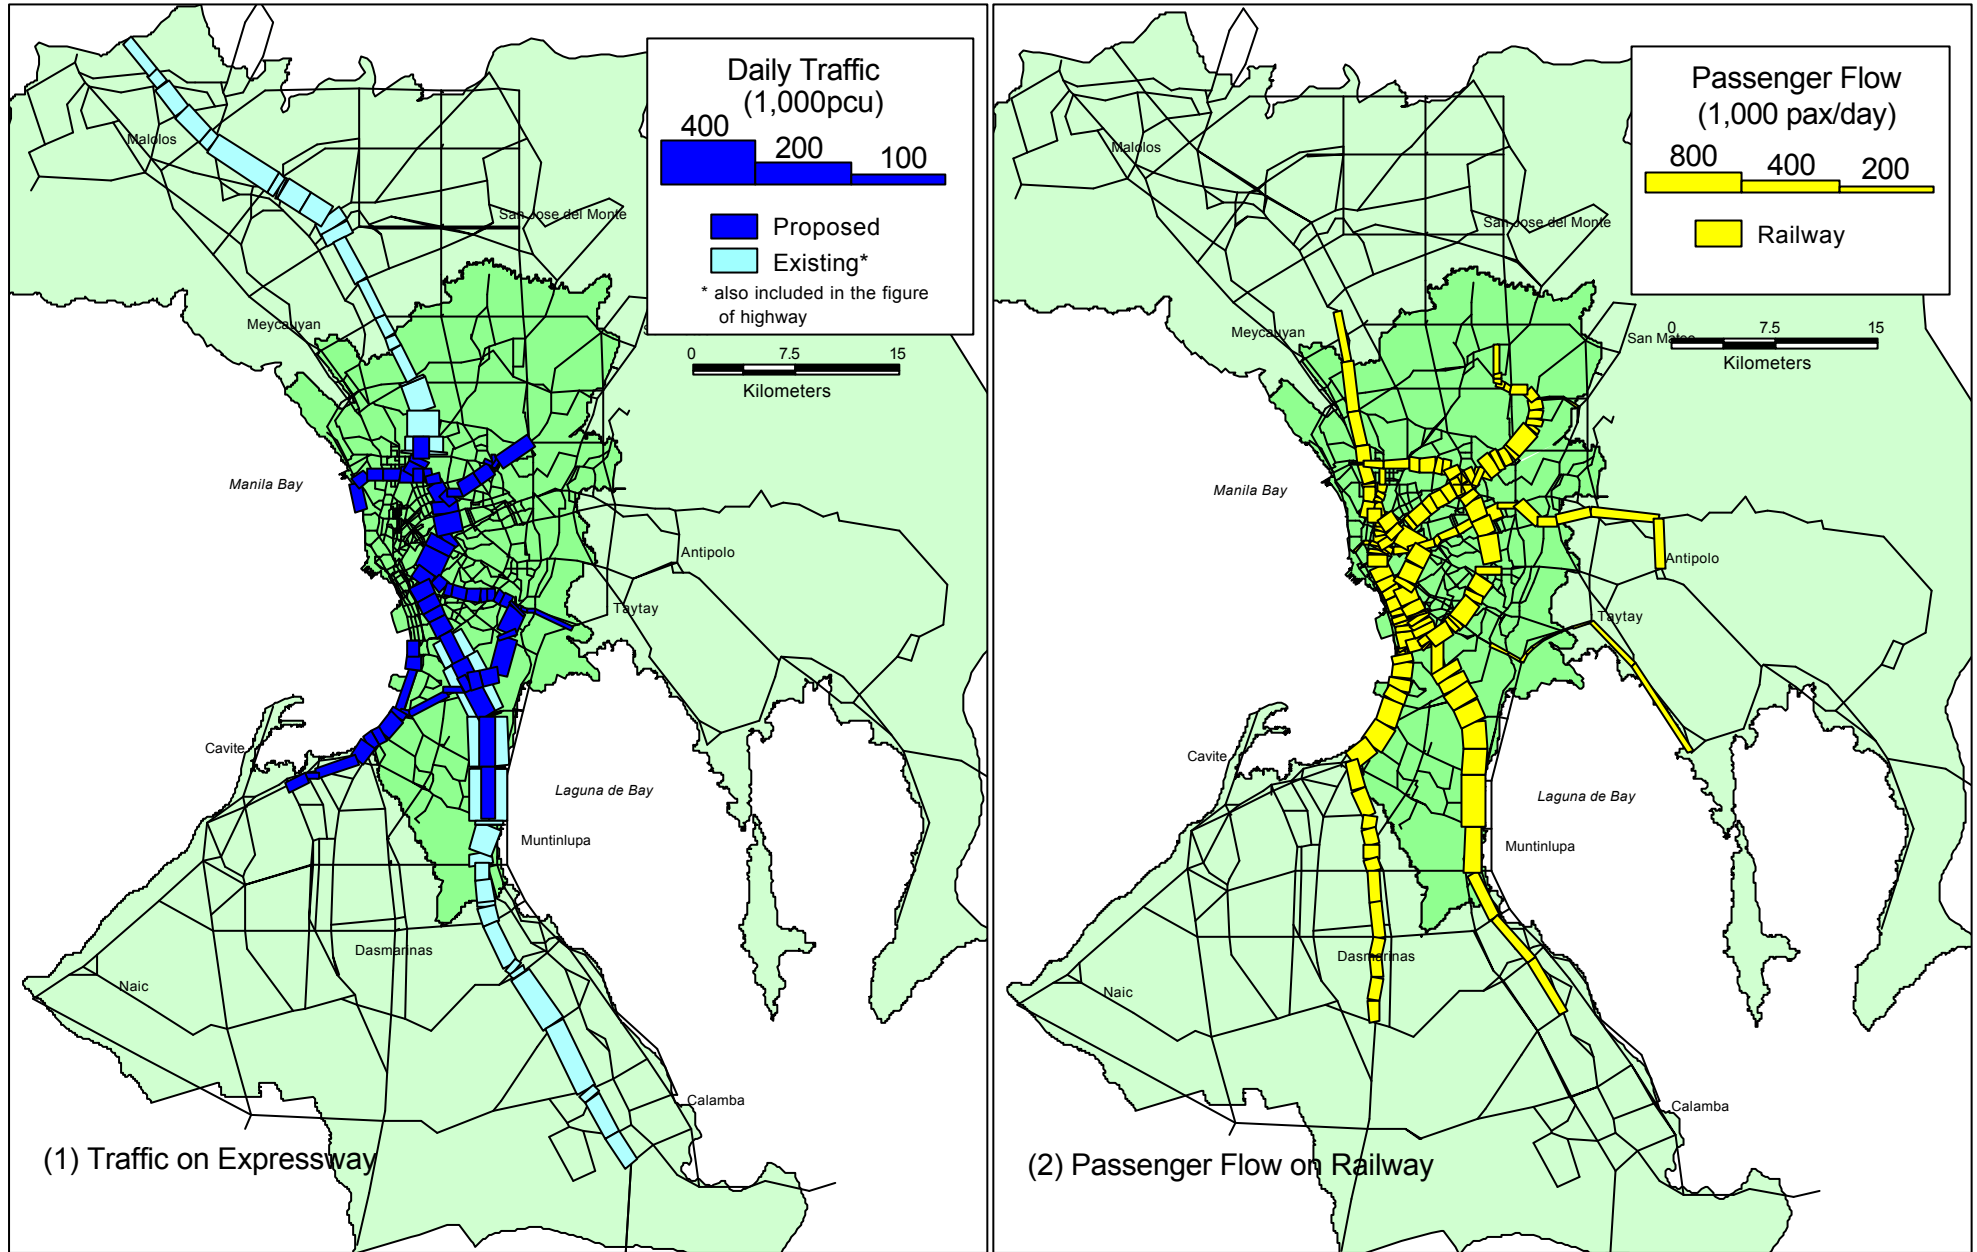 Daily Traffic
(1,000pcu)
400
200
100
Proposed
Existing*
* also included in the figure
of highway
0 7.5 15
Kilometers
Malolos
San Jose del Monte
Meycauyan
Manila Bay
Antipolo
Taytay
Cavite
Laguna de Bay
Muntinlupa
Dasmarinas
Naic
Calamba
(1) Traffic on Expressway
Passenger Flow
(1,000 pax/day)
800
400
200
Railway
0 7.5 15
Kilometers
Malolos
San Jose del Monte
Meycauyan
San Mateo
Manila Bay
Antipolo
Taytay
Cavite
Laguna de Bay
Muntinlupa
Dasmarinas
Naic
Calamba
(2) Passenger Flow on Railway